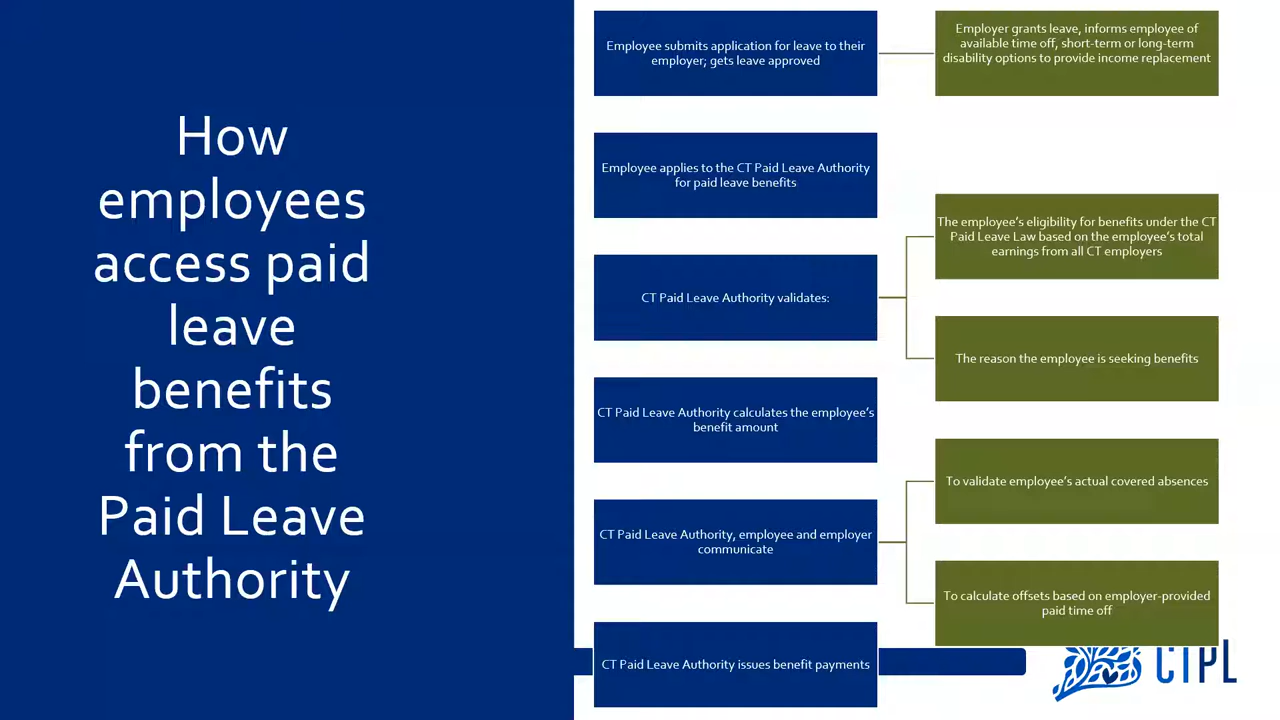 How
employees
access paid
leave
benefits
from the
Paid Leave
Authority
Employee submits application for leave to their
employer; gets leave approved
Employer grants leave, informs employee of
available time off, short-term or long-term
disability options to provide income replacement
Employee applies to the CT Paid Leave Authority
for paid leave benefits
CT Paid Leave Authority validates:
The employee’s eligibility for benefits under the CT
Paid Leave Law based on the employee’s total
earnings from all CT employers
The reason the employee is seeking benefits
CT Paid Leave Authority calculates the employee’s
benefit amount
CT Paid Leave Authority, employee and employer
communicate
To validate employee’s actual covered absences
To calculate offsets based on employer-provided
paid time off
CT Paid Leave Authority issues benefit payments
CTPL